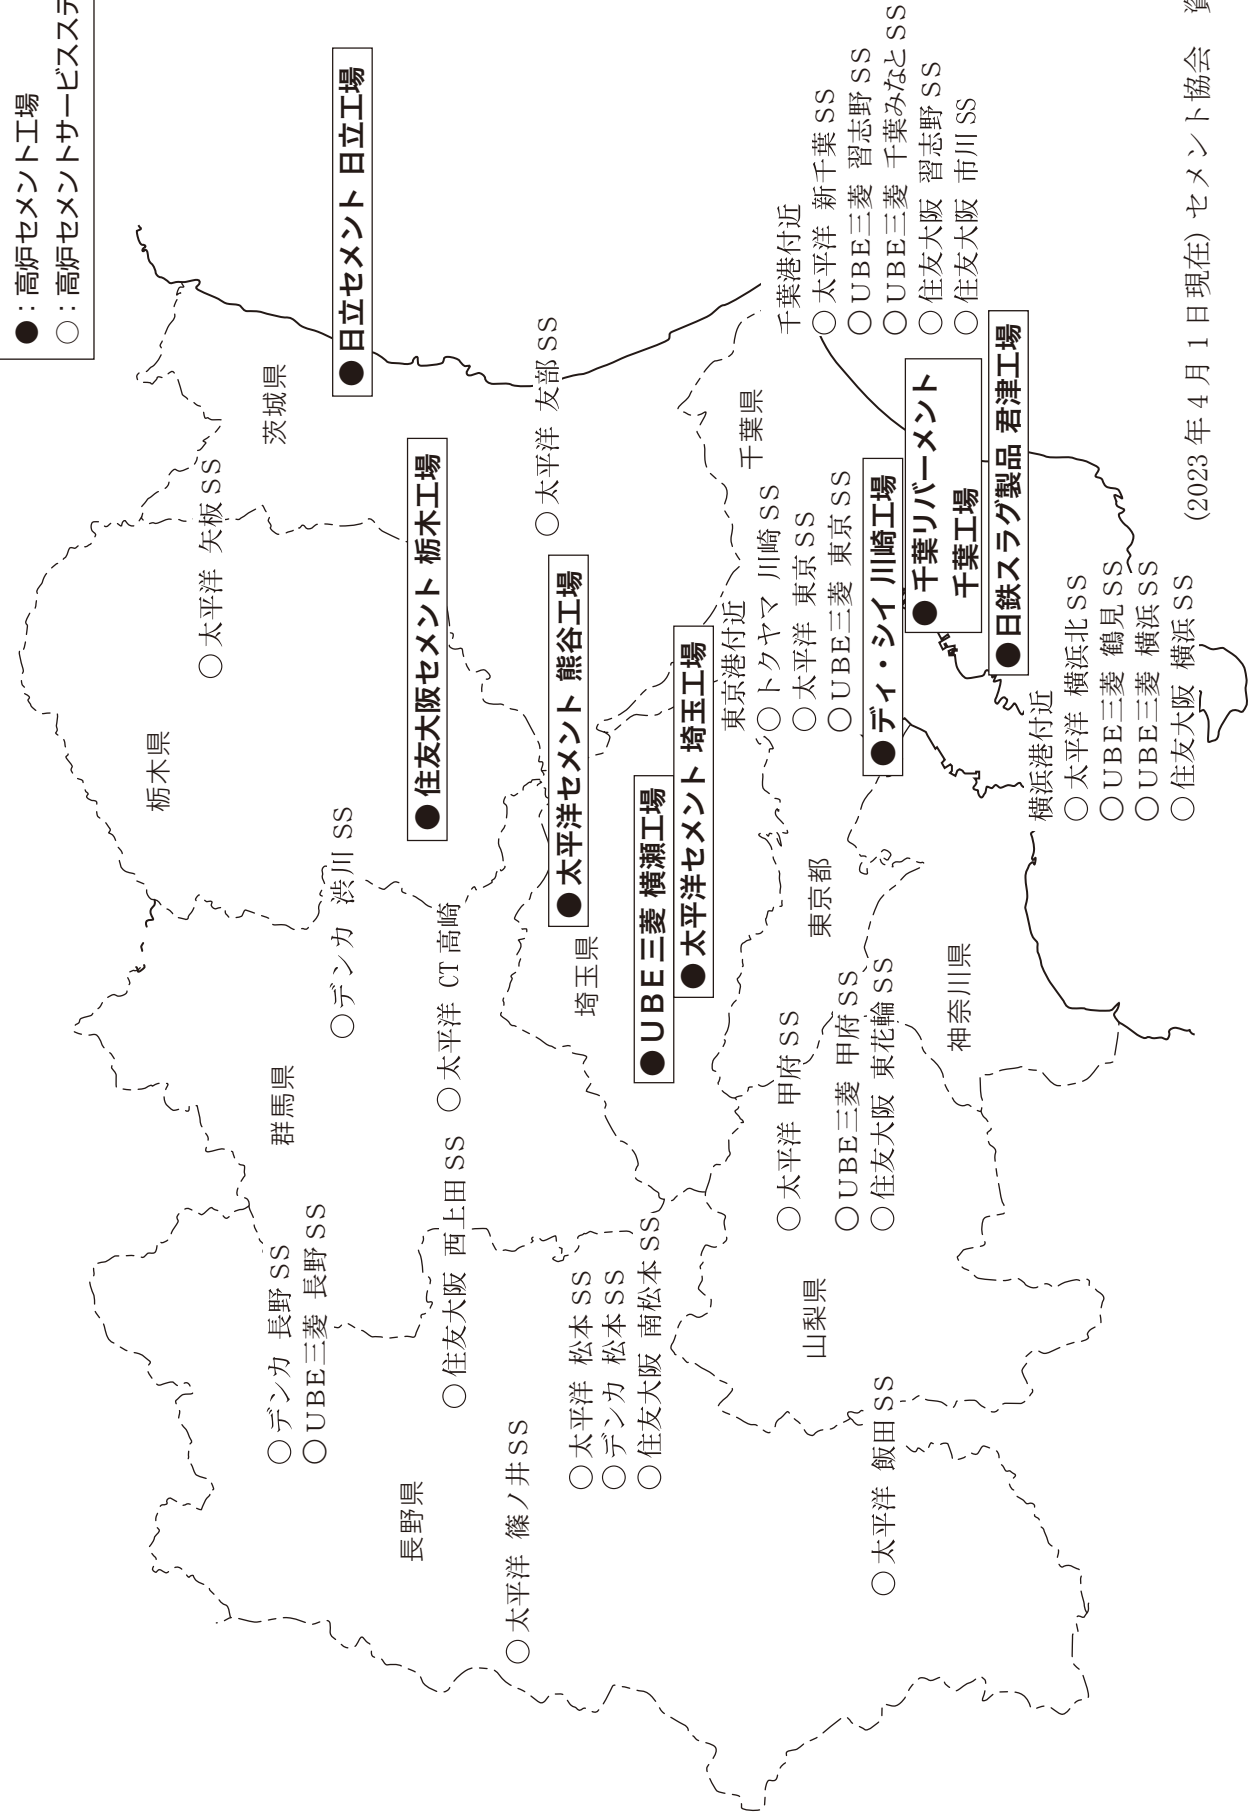 ●：高炉セメント工場
○：高炉セメントサービスステ
栃木県
茨城県
群馬県
長野県
埼玉県
千葉県
東京都
山梨県
神奈川県
●日立セメント 日立工場
○太平洋 矢板SS
○太平洋 友部SS
●住友大阪セメント 栃木工場
○デンカ 渋川SS
○太平洋 CT高崎
○デンカ 長野SS
○UBE三菱 長野SS
○住友大阪 西上田SS
○太平洋 篠ノ井SS
○太平洋 松本SS
○デンカ 松本SS
○住友大阪 南松本SS
○太平洋 飯田SS
●太平洋セメント 熊谷工場
●UBE三菱 横瀬工場
●太平洋セメント 埼玉工場
○太平洋 甲府SS
○UBE三菱 甲府SS
○住友大阪 東花輪SS
東京港付近
○トクヤマ 川崎SS
○太平洋 東京SS
○UBE三菱 東京SS
●ディ・シイ 川崎工場
千葉港付近
○太平洋 新千葉SS
○UBE三菱 習志野SS
○UBE三菱 千葉みなとSS
○住友大阪 習志野SS
○住友大阪 市川SS
●千葉リバーメント
千葉工場
●日鉄スラグ製品 君津工場
横浜港付近
○太平洋 横浜北SS
○UBE三菱 鶴見SS
○UBE三菱 横浜SS
○住友大阪 横浜SS
(2023年4月1日現在) セメント協会 資